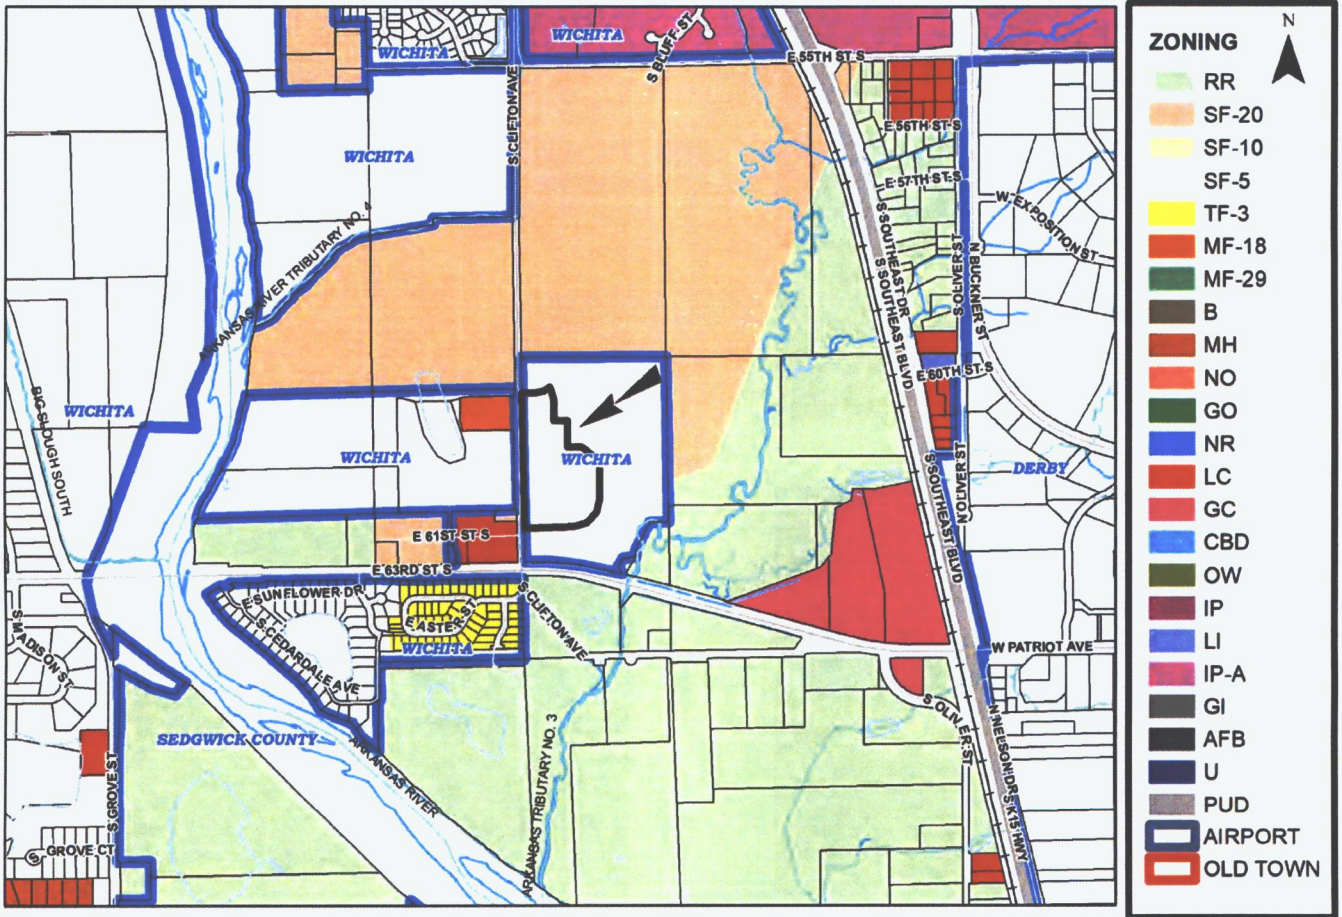 WICHITA
WICHITA
S BLUFF ST
E 55TH ST S
S CLIFTON AVE
WICHITA
E 56TH ST S
E 57TH ST S
W EXPOSITION ST
ARKANSAS RIVER TRIBUTARY NO. 4
S SOUTHEAST DR
S SOUTHEAST BLVD
S OLIVER ST
N BUCKNER ST
E 60TH ST S
WICHITA
BIG SLOUGH SOUTH
WICHITA
WICHITA
DERBY
N OLIVER ST
S SOUTHEAST BLVD
E 61ST ST S
E 63RD ST S
E SUNFLOWER DR
E ASTER ST
S CEDARDALE AVE
WICHITA
S CLIFTON AVE
S MADISON ST
W PATRIOT AVE
SEDGWICK COUNTY
ARKANSAS RIVER
ARKANSAS TRIBUTARY NO. 3
S OLIVER ST
N NELSON DR
S K15 HWY
S GROVE ST
S GROVE CT
N
ZONING
RR
SF-20
SF-10
SF-5
TF-3
MF-18
MF-29
B
MH
NO
GO
NR
LC
GC
CBD
OW
IP
LI
IP-A
GI
AFB
U
PUD
AIRPORT
OLD TOWN